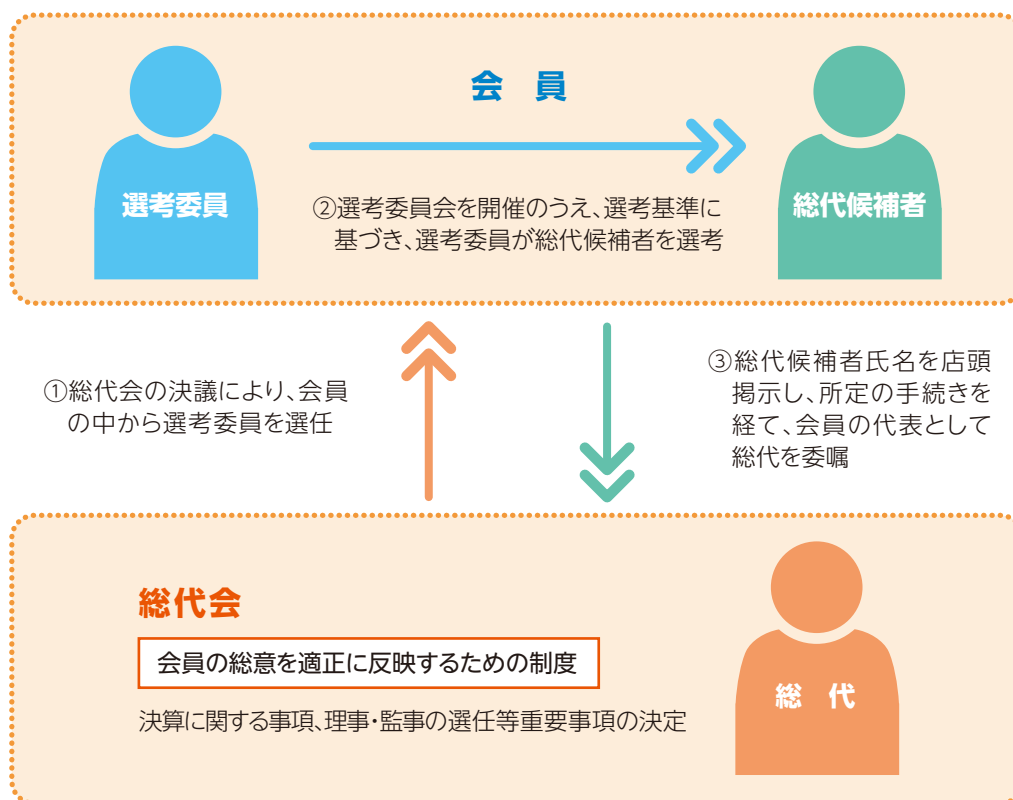 会 員
選考委員
総代候補者
②選考委員会を開催のうえ、選考基準に
基づき、選考委員が総代候補者を選考
①総代会の決議により、会員
の中から選考委員を選任
③総代候補者氏名を店頭
掲示し、所定の手続きを
経て、会員の代表として
総代を委嘱
総代会
会員の総意を適正に反映するための制度
決算に関する事項、理事・監事の選任等重要事項の決定
総 代